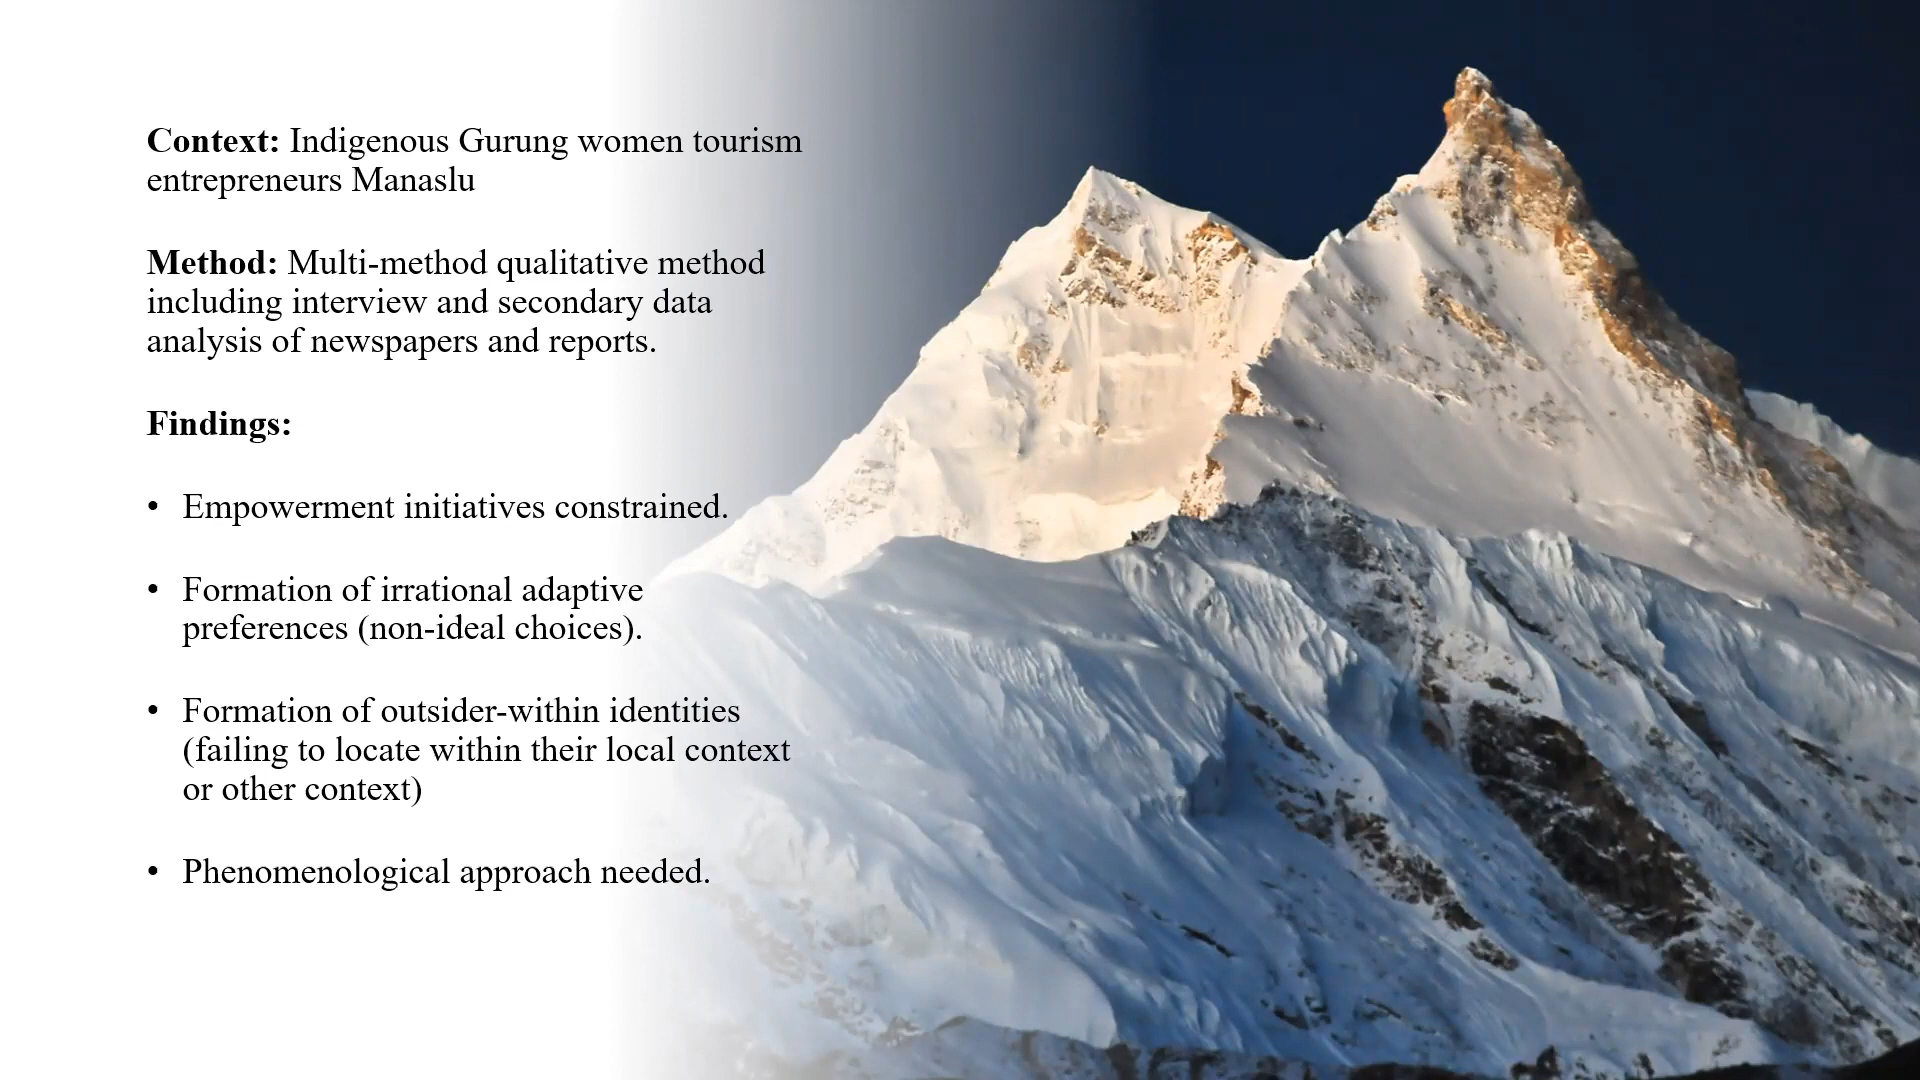 Context: Indigenous Gurung women tourism
entrepreneurs Manaslu
Method: Multi-method qualitative method
including interview and secondary data
analysis of newspapers and reports.
Findings:
• Empowerment initiatives constrained.
• Formation of irrational adaptive
preferences (non-ideal choices).
• Formation of outsider-within identities
(failing to locate within their local context
or other context)
• Phenomenological approach needed.